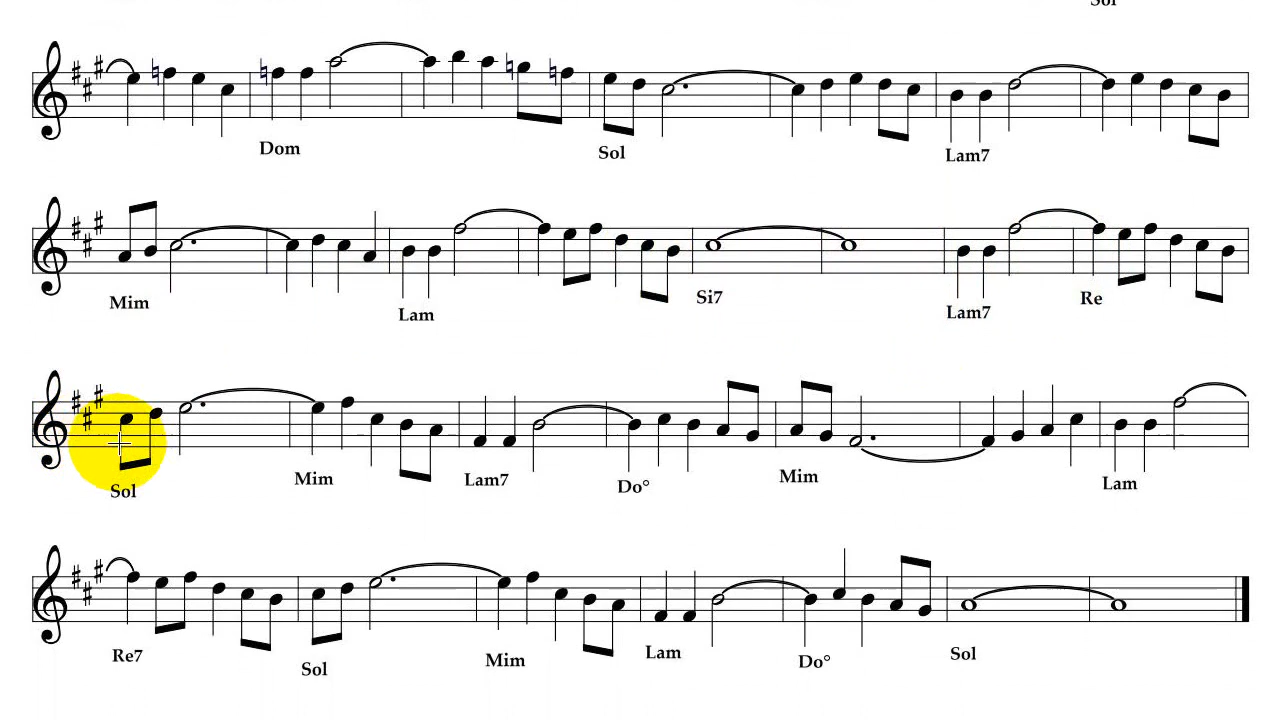 Sol
Dom Sol Lam7
Mim Lam Si7 Lam7 Re
Sol Mim Lam7 Do° Mim Lam
Re7 Sol Mim Lam Do° Sol